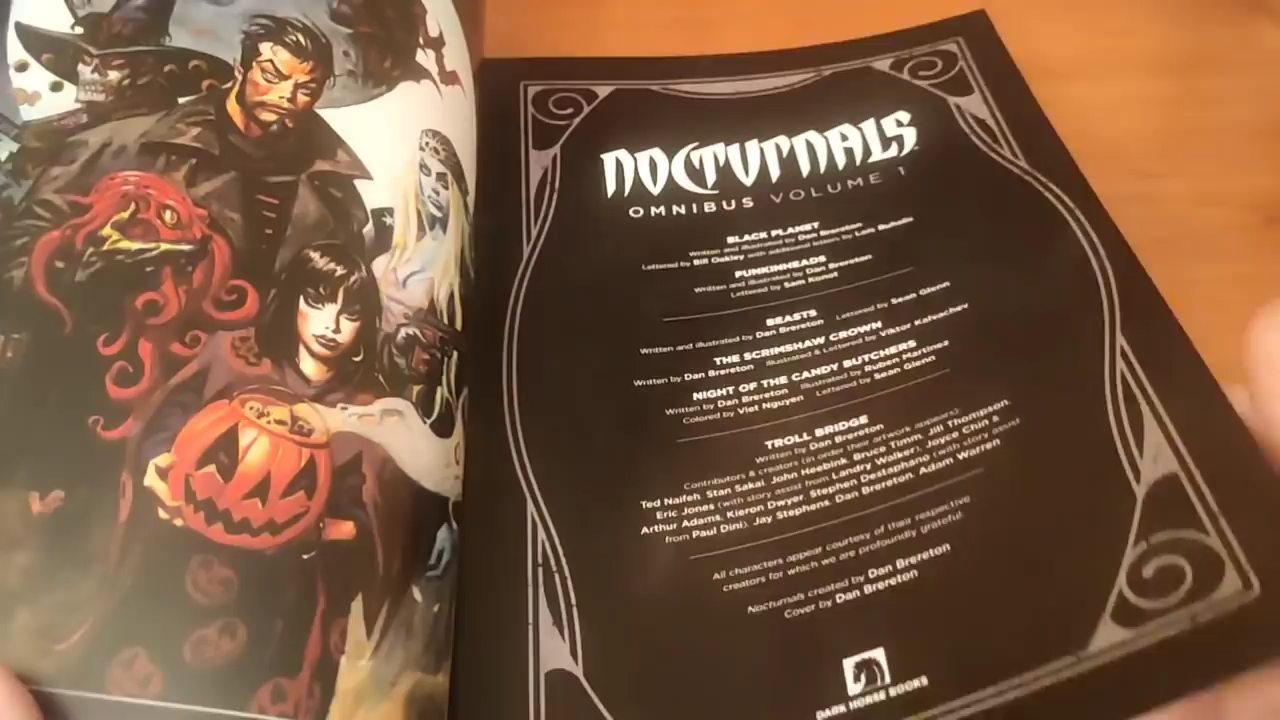 NOCTURNALS
OMNIBUS VOLUME 1
BLACK PLANET
Written and illustrated by Dan Brereton
Lettered by Bill Oakley with additional letters by Lois Buhalis
PUNKINHEADS
Written and illustrated by Dan Brereton
Lettered by Sam Konot
BEASTS
Written and illustrated by Dan Brereton Lettered by Sean Glenn
THE SCRIMSHAW CROWN
Written by Dan Brereton Illustrated & Lettered by Viktor Kalvachev
NIGHT OF THE CANDY BUTCHERS
Written by Dan Brereton Illustrated by Ruben Martinez
Colored by Viet Nguyen Lettered by Sean Glenn
TROLL BRIDGE
Written by Dan Brereton
Contributors & creators (in order their artwork appears):
Ted Naifeh, Stan Sakai, John Heebink, Bruce Timm, Jill Thompson,
Eric Jones (with story assist from Landry Walker), Joyce Chin &
Arthur Adams, Kieron Dwyer, Stephen Destaphano (with story assist
from Paul Dini), Jay Stephens, Dan Brereton, Adam Warren
All characters appear courtesy of their respective
creators for which we are profoundly grateful.
Nocturnals created by Dan Brereton
Cover by Dan Brereton
DARK HORSE BOOKS